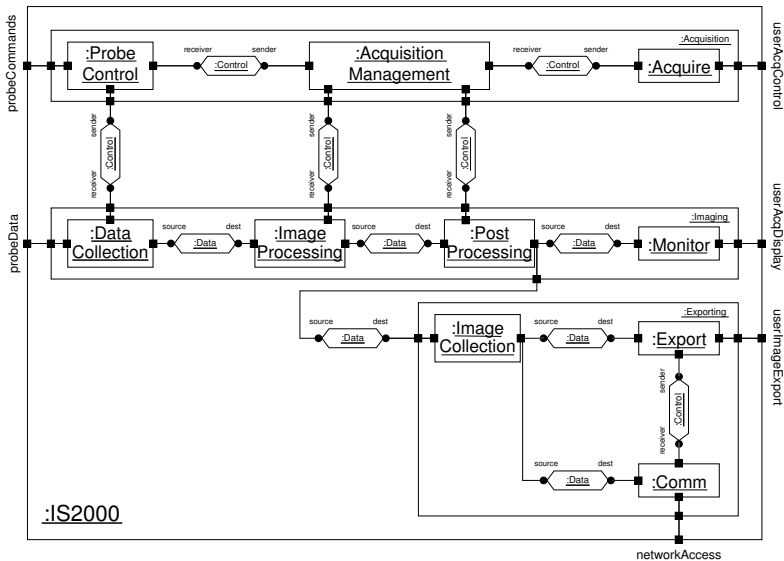 probeCommands
:Acquisition
:Probe
Control
receiver
sender
:Control
:Acquisition
Management
receiver
sender
:Control
:Acquire
userAcqControl
sender
:Control
receiver
sender
:Control
receiver
sender
:Control
receiver
probeData
:Imaging
:Data
Collection
source
dest
:Data
:Image
Processing
source
dest
:Data
:Post
Processing
source
dest
:Data
:Monitor
userAcqDisplay
:Exporting
source
dest
:Data
:Image
Collection
source
dest
:Data
:Export
userImageExport
sender
:Control
receiver
source
dest
:Data
:Comm
:IS2000
networkAccess